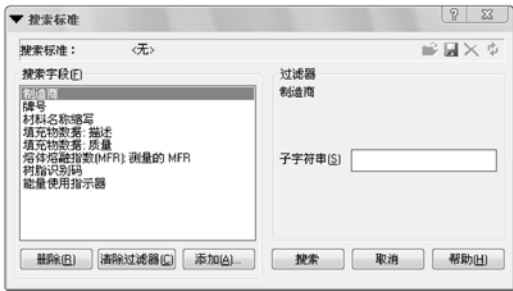 搜索标准
搜索标准： <无>
搜索字段(F)
制造商
牌号
材料名称缩写
填充物数据: 描述
填充物数据: 质量
熔体熔融指数(MFR): 测量的 MFR
树脂识别码
能量使用指示器
删除(R) 清除过滤器(C) 添加(A)...
过滤器
制造商
子字符串(S)
搜索 取消 帮助(H)